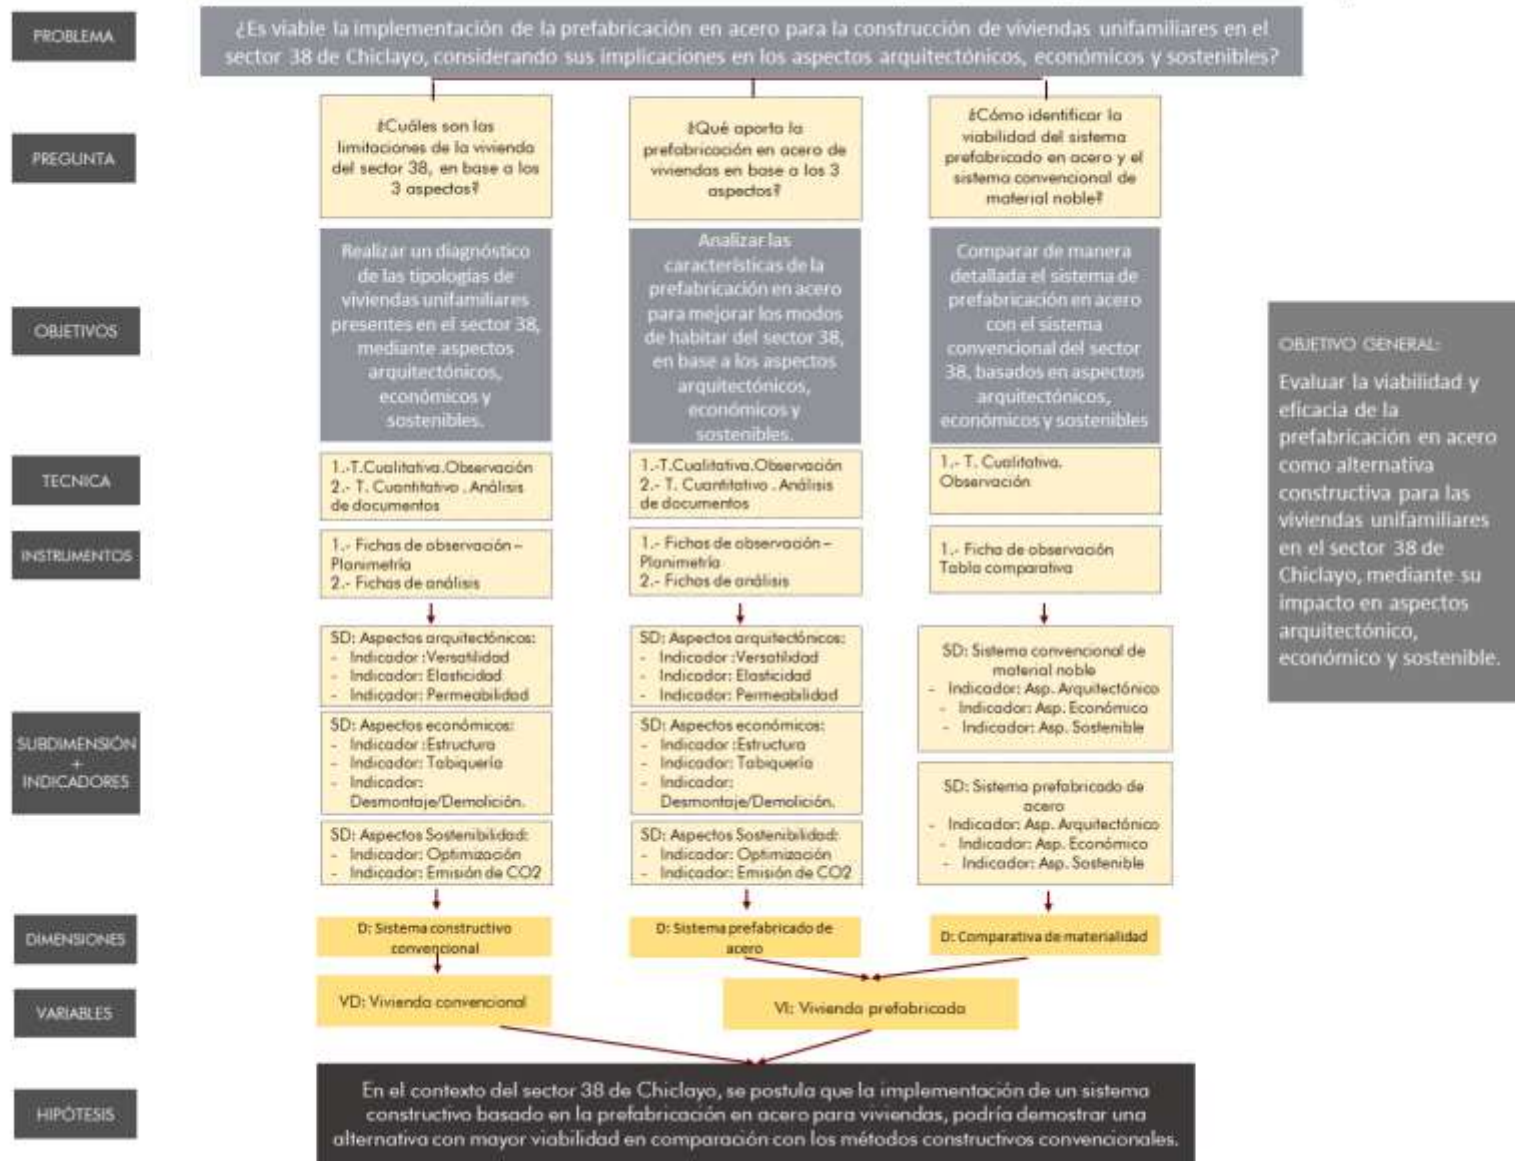 PROBLEMA
¿Es viable la implementación de la prefabricación en acero para la construcción de viviendas unifamiliares en el
sector 38 de Chiclayo, considerando sus implicaciones en los aspectos arquitectónicos, económicos y sostenibles?
PREGUNTA
¿Cuáles son las
limitaciones de la vivienda
del sector 38, en base a los
3 aspectos?
¿Qué aporta la
prefabricación en acero de
viviendas en base a los 3
aspectos?
¿Cómo identificar la
viabilidad del sistema
prefabricado en acero y el
sistema convencional de
material noble?
OBJETIVOS
Realizar un diagnóstico
de las tipologías de
viviendas unifamiliares
presentes en el sector 38,
mediante aspectos
arquitectónicos,
económicos y
sostenibles.
Analizar las
características de la
prefabricación en acero
para mejorar los modos
de habitar del sector 38,
en base a los aspectos
arquitectónicos,
económicos y
sostenibles.
Comparar de manera
detallada el sistema de
prefabricación en acero
con el sistema
convencional del sector
38, basados en aspectos
arquitectónicos,
económicos y sostenibles
OBJETIVO GENERAL:
Evaluar la viabilidad y
eficacia de la
prefabricación en acero
como alternativa
constructiva para las
viviendas unifamiliares
en el sector 38 de
Chiclayo, mediante su
impacto en aspectos
arquitectónico,
económico y sostenible.
TECNICA
1.-T.Cualitativa.Observación
2.- T. Cuantitativo . Análisis
de documentos
1.-T.Cualitativa.Observación
2.- T. Cuantitativo . Análisis
de documentos
1.- T. Cualitativa.
Observación
INSTRUMENTOS
1.- Fichas de observación –
Planimetría
2.- Fichas de análisis
1.- Fichas de observación –
Planimetría
2.- Fichas de análisis
1.- Ficha de observación
Tabla comparativa
SUBDIMENSIÓN
+
INDICADORES
SD: Aspectos arquitectónicos:
- Indicador :Versatilidad
- Indicador: Elasticidad
- Indicador: Permeabilidad
SD: Aspectos económicos:
- Indicador :Estructura
- Indicador: Tabiquería
- Indicador:
Desmontaje/Demolición.
SD: Aspectos Sostenibilidad:
- Indicador: Optimización
- Indicador: Emisión de CO2
SD: Aspectos arquitectónicos:
- Indicador :Versatilidad
- Indicador: Elasticidad
- Indicador: Permeabilidad
SD: Aspectos económicos:
- Indicador :Estructura
- Indicador: Tabiquería
- Indicador:
Desmontaje/Demolición.
SD: Aspectos Sostenibilidad:
- Indicador: Optimización
- Indicador: Emisión de CO2
SD: Sistema convencional de
material noble
- Indicador: Asp. Arquitectónico
- Indicador: Asp. Económico
- Indicador: Asp. Sostenible
SD: Sistema prefabricado de
acero
- Indicador: Asp. Arquitectónico
- Indicador: Asp. Económico
- Indicador: Asp. Sostenible
DIMENSIONES
D: Sistema constructivo
convencional
D: Sistema prefabricado de
acero
D: Comparativa de materialidad
VARIABLES
VD: Vivienda convencional
VI: Vivienda prefabricada
HIPÓTESIS
En el contexto del sector 38 de Chiclayo, se postula que la implementación de un sistema
constructivo basado en la prefabricación en acero para viviendas, podría demostrar una
alternativa con mayor viabilidad en comparación con los métodos constructivos convencionales.